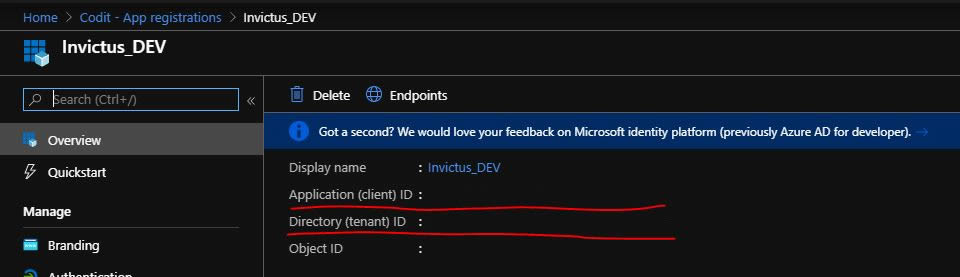 Home > Codit - App registrations > Invictus_DEV
Invictus_DEV
Search (Ctrl+/)
«
Delete Endpoints
Got a second? We would love your feedback on Microsoft identity platform (previously Azure AD for developer). →
Overview
Quickstart
Manage
Branding
Authentication
Display name : Invictus_DEV
Application (client) ID :
Directory (tenant) ID :
Object ID :